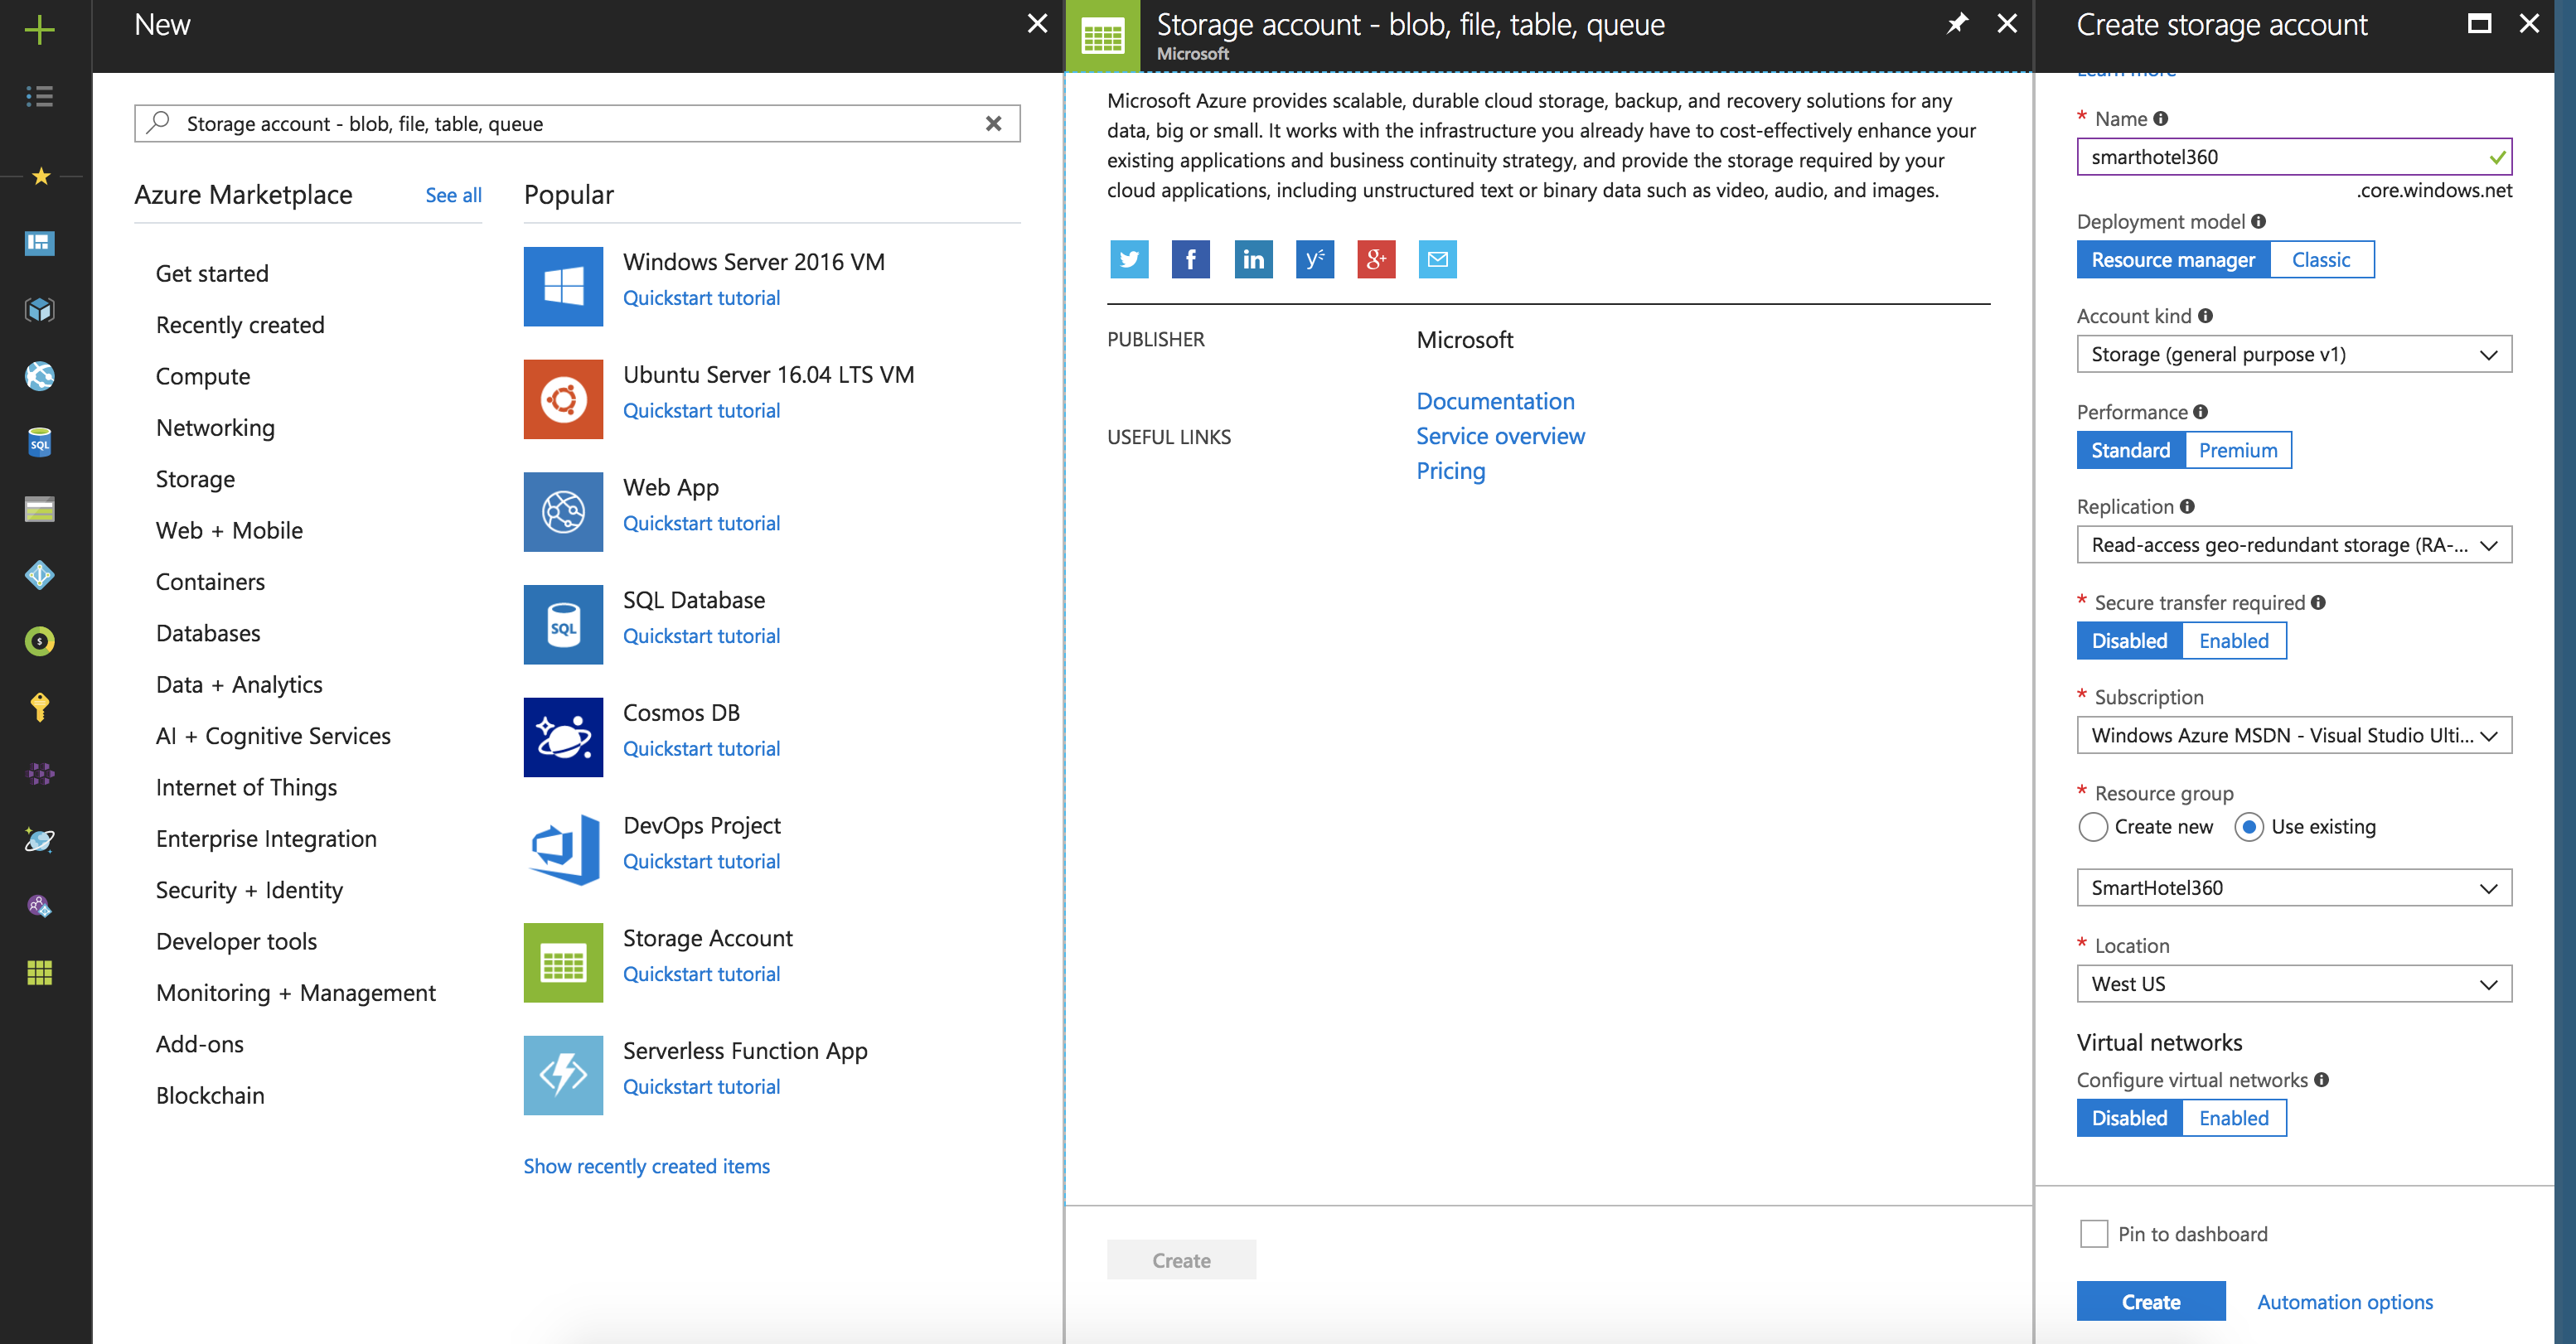 New
Storage account - blob, file, table, queue
Azure Marketplace
See all
Get started
Recently created
Compute
Networking
Storage
Web + Mobile
Containers
Databases
Data + Analytics
AI + Cognitive Services
Internet of Things
Enterprise Integration
Security + Identity
Developer tools
Monitoring + Management
Add-ons
Blockchain
Popular
Windows Server 2016 VM
Quickstart tutorial
Ubuntu Server 16.04 LTS VM
Quickstart tutorial
Web App
Quickstart tutorial
SQL
SQL Database
Quickstart tutorial
Cosmos DB
Quickstart tutorial
DevOps Project
Quickstart tutorial
Storage Account
Quickstart tutorial
Serverless Function App
Quickstart tutorial
Show recently created items
Storage account - blob, file, table, queue
Microsoft
Microsoft Azure provides scalable, durable cloud storage, backup, and recovery solutions for any
data, big or small. It works with the infrastructure you already have to cost-effectively enhance your
existing applications and business continuity strategy, and provide the storage required by your
cloud applications, including unstructured text or binary data such as video, audio, and images.
PUBLISHER
Microsoft
USEFUL LINKS
Documentation
Service overview
Pricing
Create
Create storage account
Learn more
* Name
smarthotel360
.core.windows.net
Deployment model
Resource manager
Classic
Account kind
Storage (general purpose v1)
Performance
Standard
Premium
Replication
Read-access geo-redundant storage (RA-...
* Secure transfer required
Disabled
Enabled
* Subscription
Windows Azure MSDN - Visual Studio Ulti...
* Resource group
Create new
Use existing
SmartHotel360
* Location
West US
Virtual networks
Configure virtual networks
Disabled
Enabled
Pin to dashboard
Create
Automation options